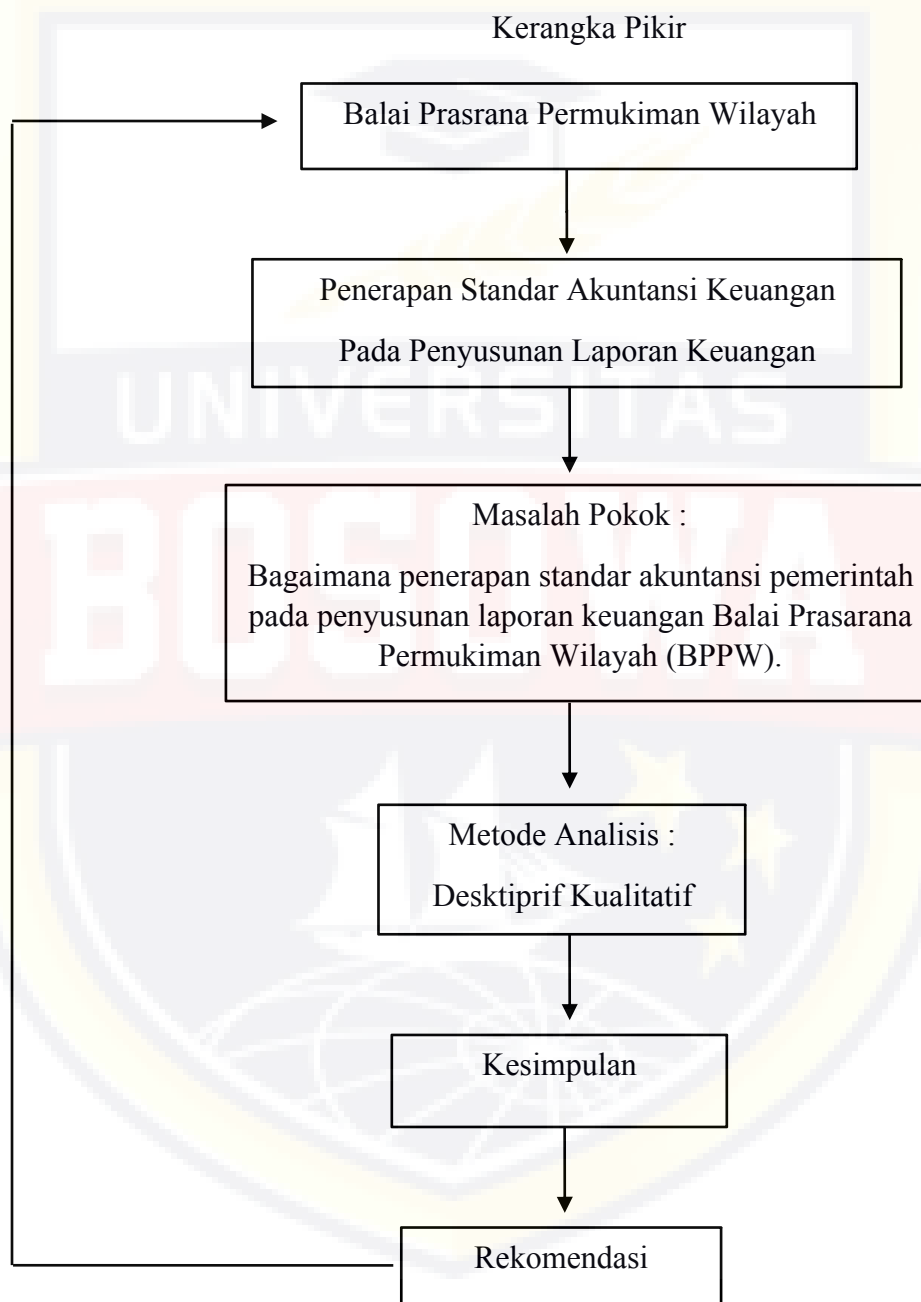 Kerangka Pikir
Balai Prasrana Permukiman Wilayah
Penerapan Standar Akuntansi Keuangan
Pada Penyusunan Laporan Keuangan
UNIVERSITAS
Masalah Pokok :
Bagaimana penerapan standar akuntansi pemerintah
pada penyusunan laporan keuangan Balai Prasarana
Permukiman Wilayah (BPPW).
BOSOWA
Metode Analisis :
Desktiprif Kualitatif
Kesimpulan
Rekomendasi